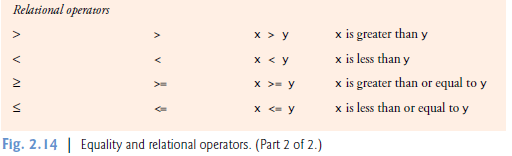 Relational operators
> > x > y x is greater than y
< < x < y x is less than y
≥ >= x >= y x is greater than or equal to y
≤ <= x <= y x is less than or equal to y
Fig. 2.14 | Equality and relational operators. (Part 2 of 2.)